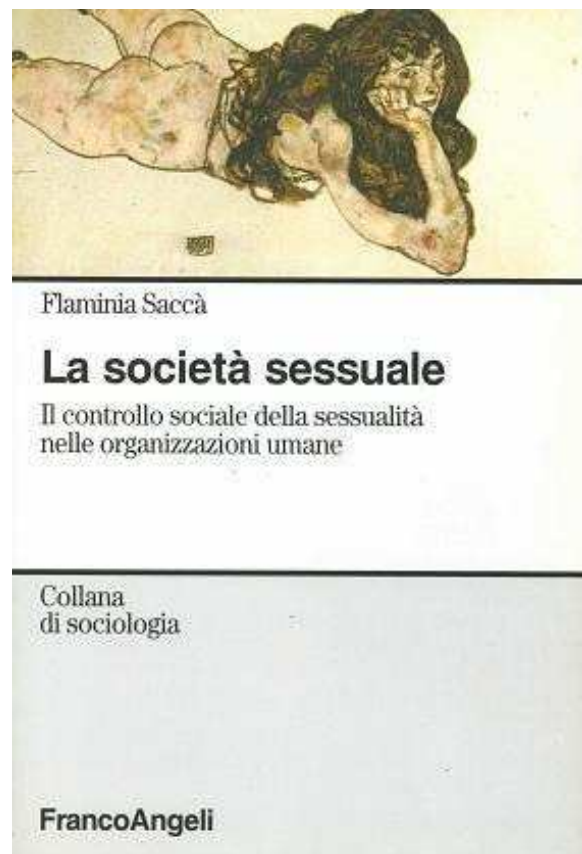 Flaminia Saccà
La società sessuale
Il controllo sociale della sessualità
nelle organizzazioni umane
Collana
di sociologia
FrancoAngeli